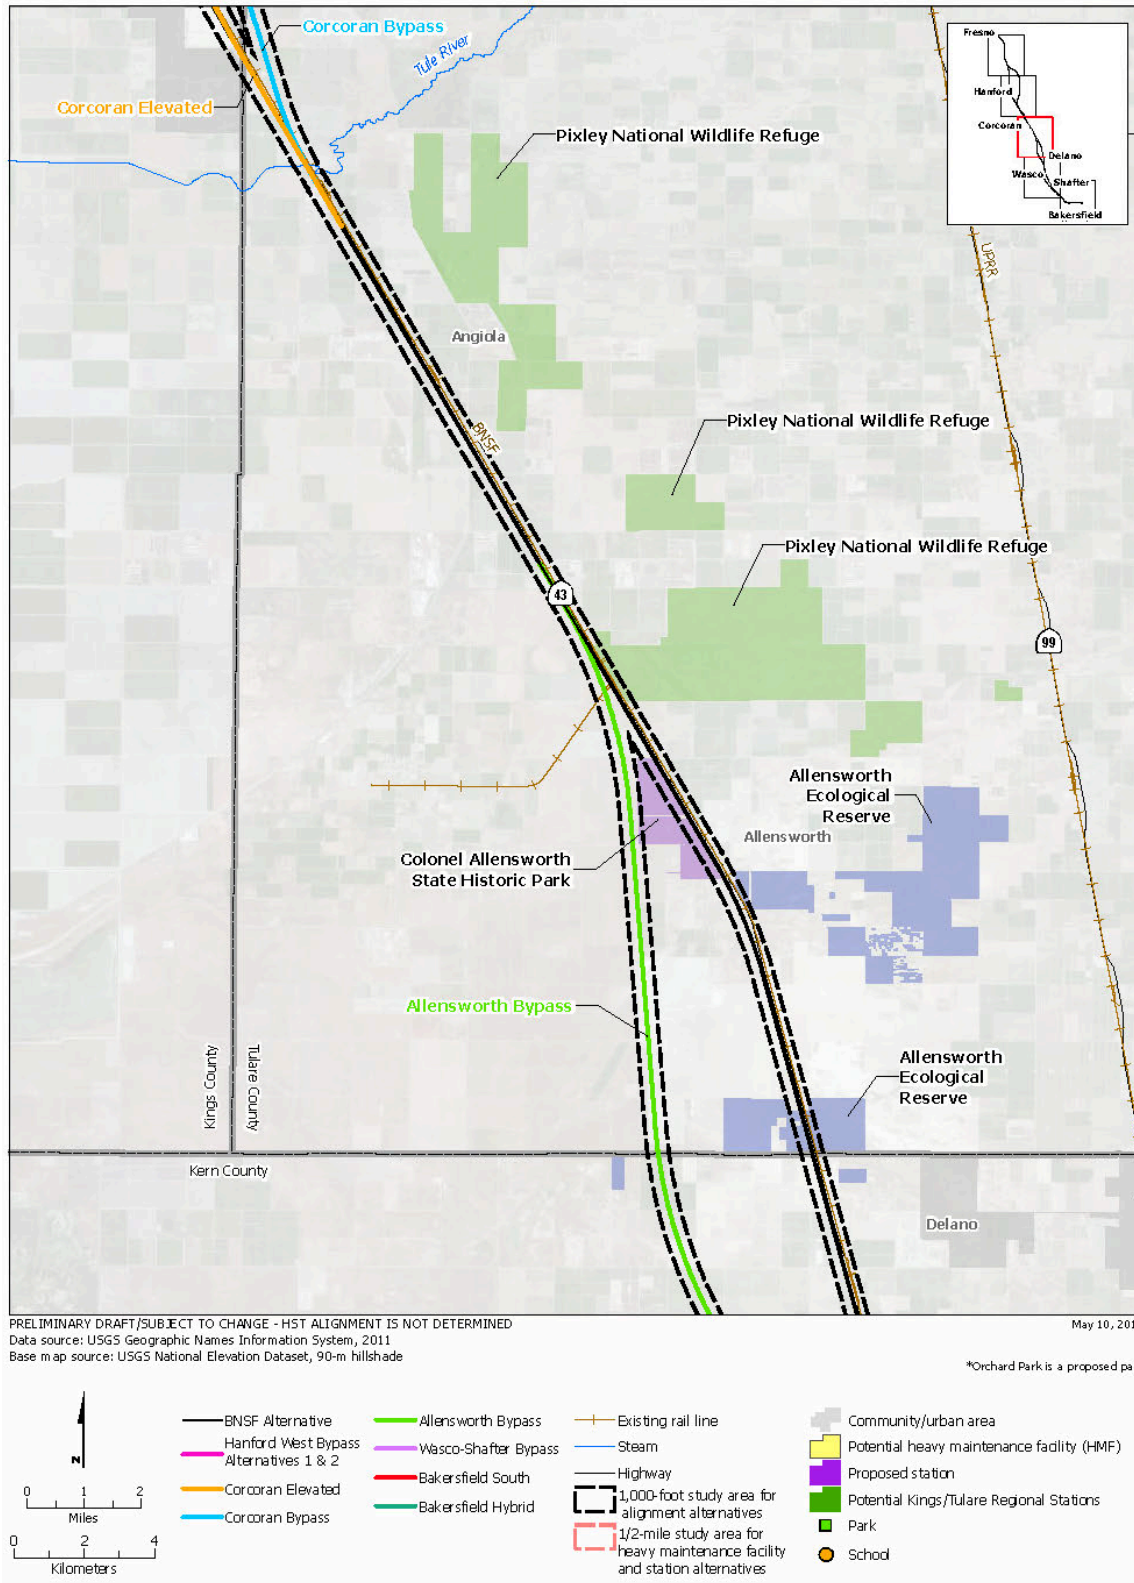 Corcoran Bypass
Tule River
Corcoran Elevated
Pixley National Wildlife Refuge
Fresno
Hanford
Corcoran
Delano
Wasco
Shafter
Bakersfield
UPRR
Angiola
BNSF
Pixley National Wildlife Refuge
Pixley National Wildlife Refuge
43
99
Allensworth
Ecological
Reserve
Allensworth
Colonel Allensworth
State Historic Park
Allensworth Bypass
Kings County
Tulare County
Allensworth
Ecological
Reserve
Kern County
Delano
PRELIMINARY DRAFT/SUBJECT TO CHANGE - HST ALIGNMENT IS NOT DETERMINED
May 10, 201
Data source: USGS Geographic Names Information System, 2011
Base map source: USGS National Elevation Dataset, 90-m hillshade
*Orchard Park is a proposed pa
N
0 1 2
Miles
0 2 4
Kilometers
BNSF Alternative
Hanford West Bypass
Alternatives 1 & 2
Corcoran Elevated
Corcoran Bypass
Allensworth Bypass
Wasco-Shafter Bypass
Bakersfield South
Bakersfield Hybrid
Existing rail line
Steam
Highway
1,000-foot study area for
alignment alternatives
1/2-mile study area for
heavy maintenance facility
and station alternatives
Community/urban area
Potential heavy maintenance facility (HMF)
Proposed station
Potential Kings/Tulare Regional Stations
Park
School